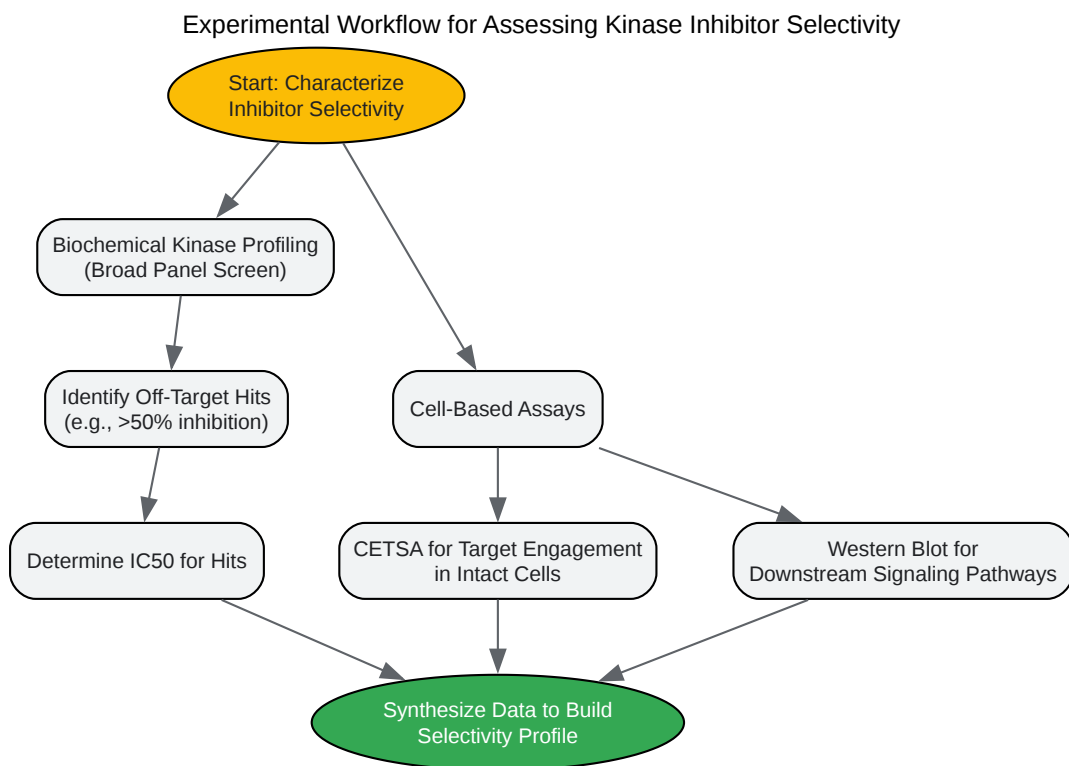 Experimental Workflow for Assessing Kinase Inhibitor Selectivity
Start: Characterize
Inhibitor Selectivity
Biochemical Kinase Profiling
(Broad Panel Screen)
Identify Off-Target Hits
(e.g., >50% inhibition)
Cell-Based Assays
Determine IC50 for Hits
CETSA for Target Engagement
in Intact Cells
Western Blot for
Downstream Signaling Pathways
Synthesize Data to Build
Selectivity Profile